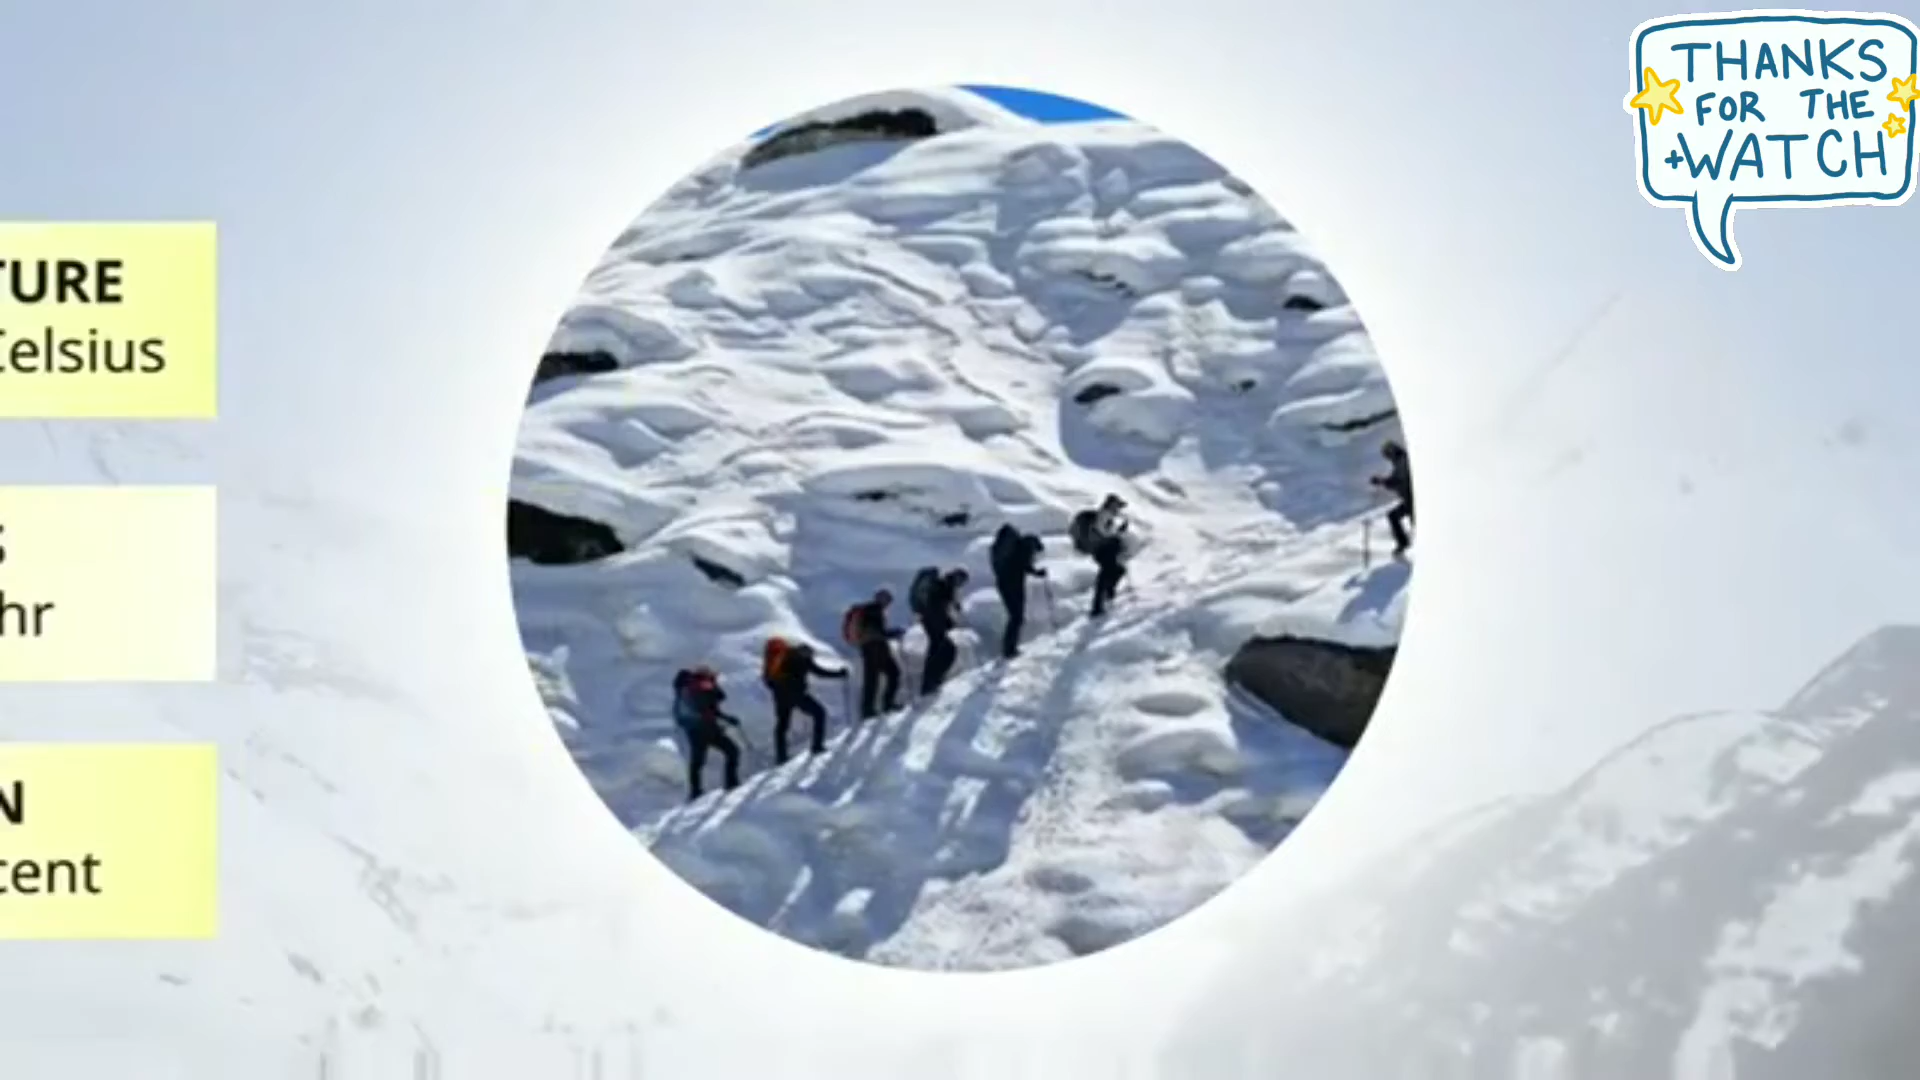 THANKS
FOR THE
WATCH
TURE
Celsius
hr
N
cent